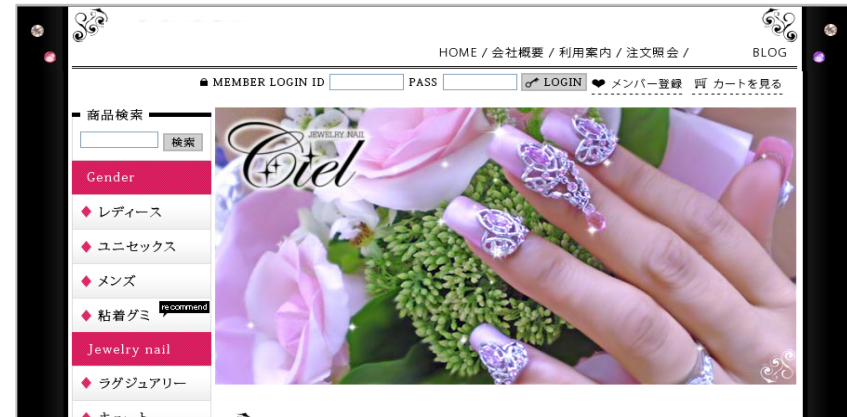 HOME / 会社概要 / 利用案内 / 注文照会 / BLOG
MEMBER LOGIN ID PASS LOGIN メンバー登録 カートを見る
商品検索
検索
JEWELRY NAIL
Ciel
Gender
レディース
ユニセックス
メンズ
recommend
粘着グミ
Jewelry nail
ラグジュアリー